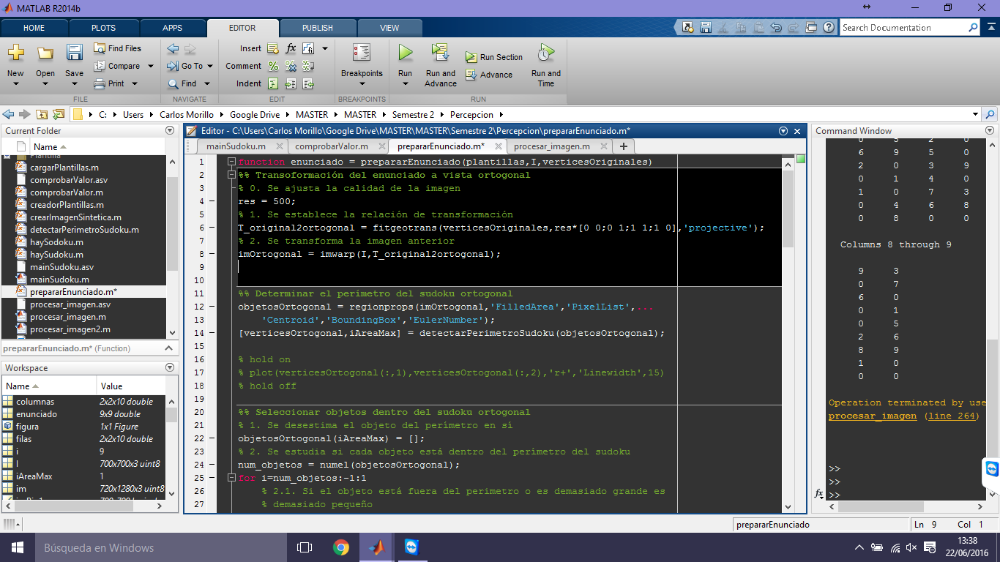 MATLAB R2014b
HOME PLOTS APPS EDITOR PUBLISH VIEW
Search Documentation
New Open Save Find Files Compare Print
Go To Find
Insert fx
Comment
Indent
Breakpoints
Run Run and Advance Run Section Advance Run and Time
FILE NAVIGATE EDIT BREAKPOINTS RUN
C: Users Carlos Morillo Google Drive MASTER MASTER Semestre 2 Percepcion
Current Folder
Name
Plantilla
cargarPlantillas.m
comprobarValor.asv
comprobarValor.m
creadorPlantillas.m
crearImagenSintetica.m
detectarPerimetroSudoku.m
haySodoku.m
haySudoku.m
mainSudoku.asv
mainSudoku.m
prepararEnunciado.m*
procesar_imagen.asv
procesar_imagen.m
procesar_imagen2.m
prepararEnunciado.m* (Function)
Workspace
Name Value
columnas 2x2x10 double
enunciado 9x9 double
figura 1x1 Figure
filas 2x2x10 double
i 9
I 700x700x3 uint8
iAreaMax 1
im 720x1280x3 uint8
Editor - C:\Users\Carlos Morillo\Google Drive\MASTER\MASTER\Semestre 2\Percepcion\prepararEnunciado.m*
mainSudoku.m comprobarValor.m prepararEnunciado.m* procesar_imagen.m
1 function enunciado = prepararEnunciado(plantillas,I,verticesOriginales)
2 %% Transoformación del enunciado a vista ortogonal
3 % 0. Se ajusta la calidad de la imagen
4 res = 500;
5 % 1. Se establece la relación de transformación
6 T_original2ortogonal = fitgeotrans(verticesOriginales,res*[0 0;0 1;1 1;1 0],'projective');
7 % 2. Se transforma la imagen anterior
8 imOrtogonal = imwarp(I,T_original2ortogonal);
9
10
11 %% Determinar el perímetro del sudoku ortogonal
12 objetosOrtogonal = regionprops(imOrtogonal,'FilledArea','PixelList',...
13 'Centroid','BoundingBox','EulerNumber');
14 [verticesOrtogonal,iAreaMax] = detectarPerimetroSudoku(objetosOrtogonal);
15
16 % hold on
17 % plot(verticesOrtogonal(:,1),verticesOrtogonal(:,2),'r+','Linewidth',15)
18 % hold off
19
20 %% Seleccionar objetos dentro del sudoku ortogonal
21 % 1. Se desestima el objeto del perímetro en sí
22 objetosOrtogonal(iAreaMax) = [];
23 % 2. Se estudia si cada objeto está dentro del perímetro del sudoku
24 num_objetos = numel(objetosOrtogonal);
25 for i=num_objetos:-1:1
26 % 2.1. Si el objeto está fuera del perimetro o es demasiado grande es
27 % demasiado pequeño
Command Window
0 5 2 0
6 9 5 0
2 0 3 9
0 1 4 0
1 0 7 3
0 4 6 8
0 8 0 0
Columns 8 through 9
9 3
0 7
6 0
0 1
0 5
2 6
8 9
1 0
0 0
Operation terminated by use
procesar_imagen (line 264)
>>
>>
fx >>
prepararEnunciado Ln 9 Col 1
Búsqueda en Windows
13:38
22/06/2016